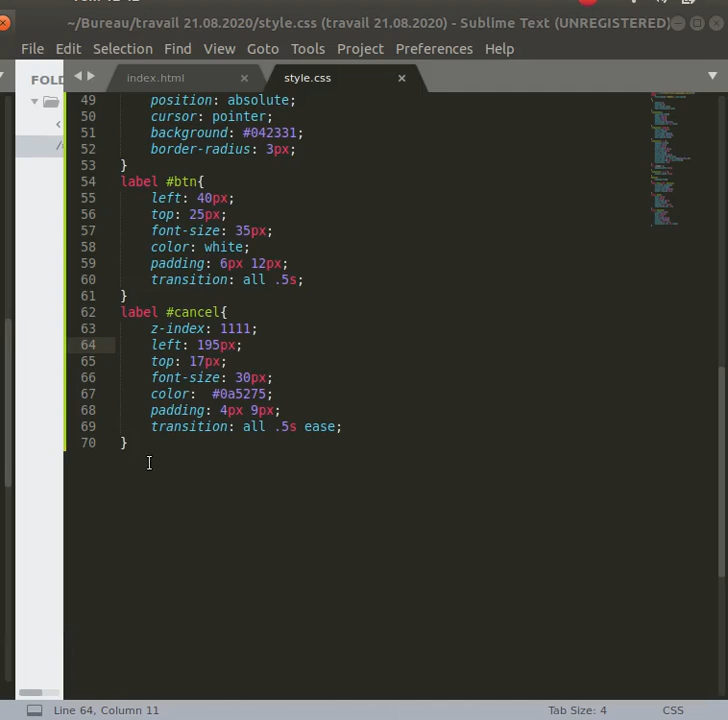 ~/Bureau/travail 21.08.2020/style.css (travail 21.08.2020) - Sublime Text (UNREGISTERED)
File Edit Selection Find View Goto Tools Project Preferences Help
FOLD
index.html × style.css ×
49 position: absolute;
50 cursor: pointer;
51 background: #042331;
52 border-radius: 3px;
53 }
54 label #btn{
55 left: 40px;
56 top: 25px;
57 font-size: 35px;
58 color: white;
59 padding: 6px 12px;
60 transition: all .5s;
61 }
62 label #cancel{
63 z-index: 1111;
64 left: 195px;
65 top: 17px;
66 font-size: 30px;
67 color:  #0a5275;
68 padding: 4px 9px;
69 transition: all .5s ease;
70 }
Line 64, Column 11 Tab Size: 4 CSS